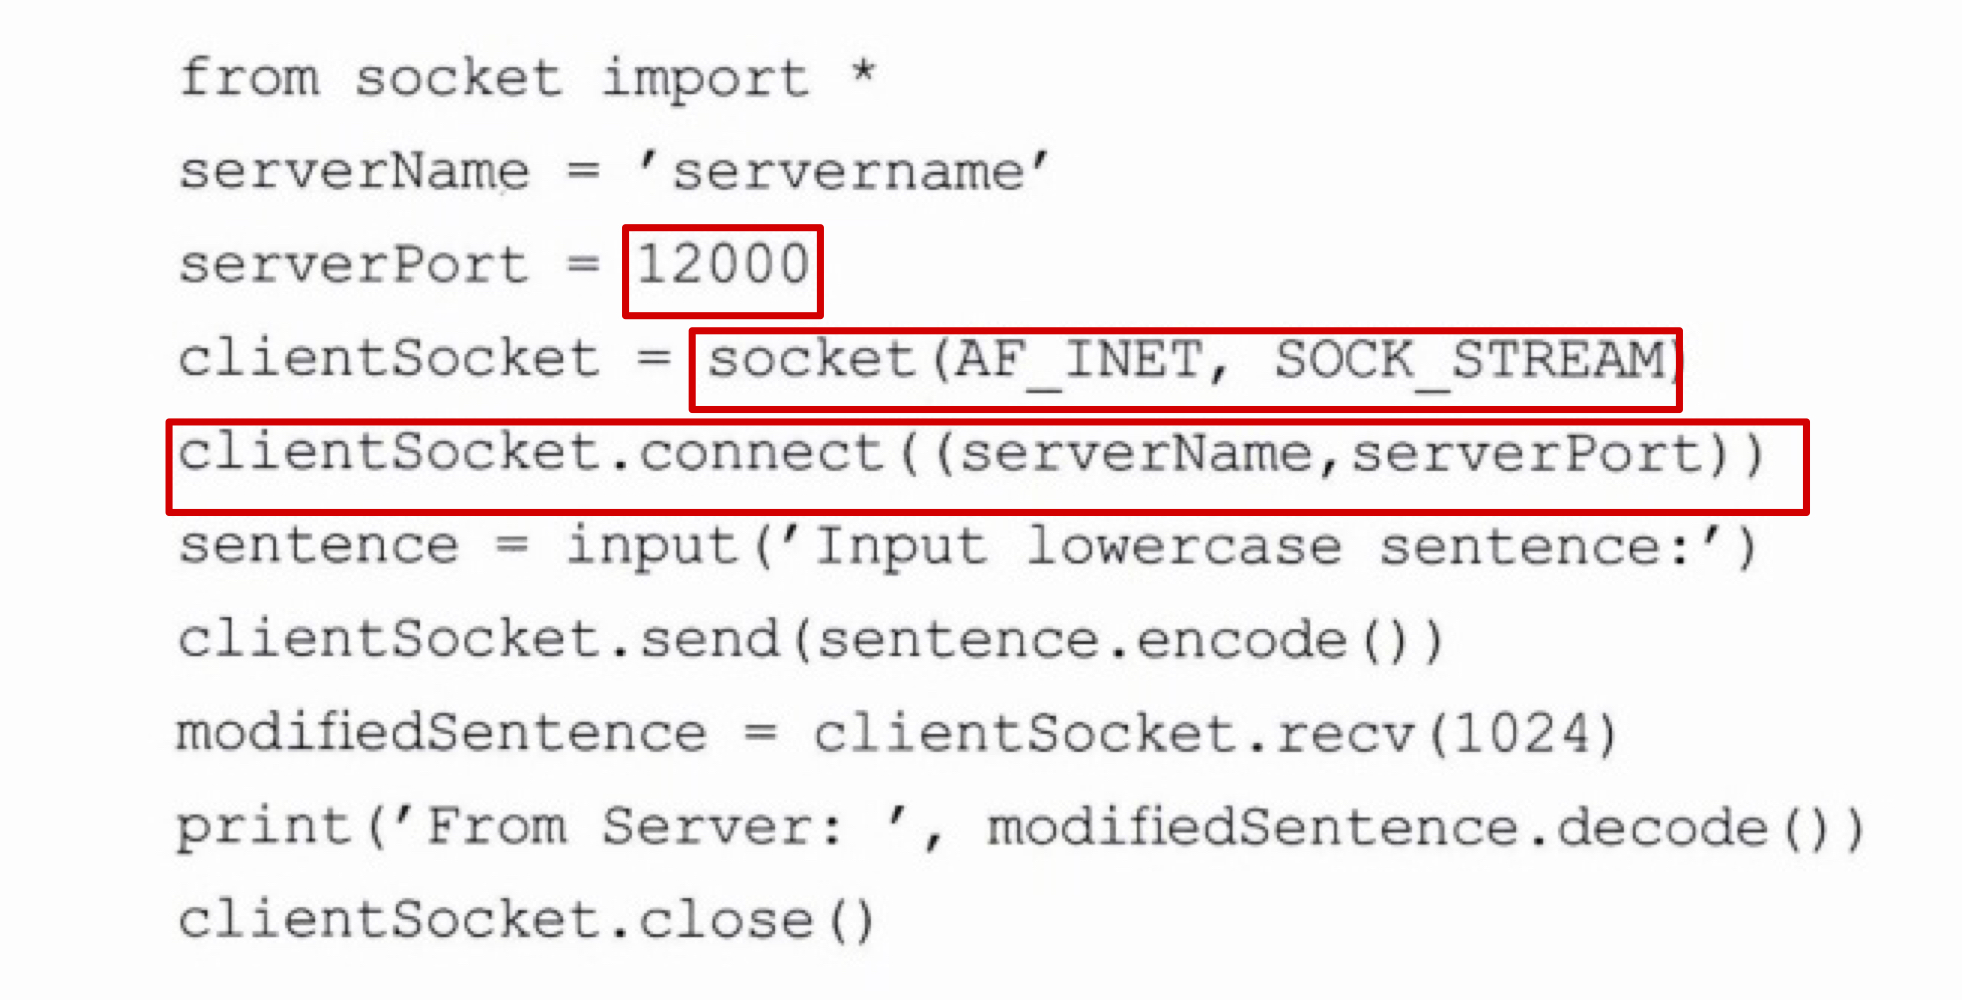 from socket import *
serverName = ’servername’
serverPort = 12000
clientSocket = socket(AF_INET, SOCK_STREAM)
clientSocket.connect((serverName,serverPort))
sentence = input(’Input lowercase sentence:’)
clientSocket.send(sentence.encode())
modifiedSentence = clientSocket.recv(1024)
print(’From Server: ’, modifiedSentence.decode())
clientSocket.close()